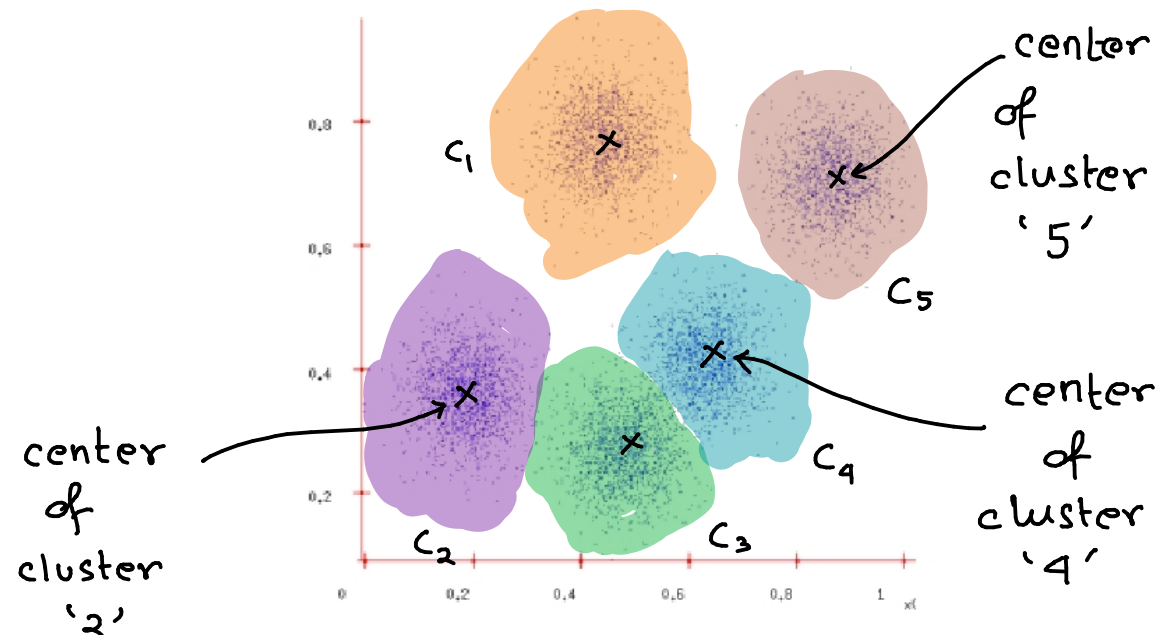 center
of
cluster
'5'
0.8
C1
0.6
C5
0.4
center
of
cluster
'4'
C4
center
of
cluster
'2'
0.2
C2
C3
0 0.2 0.4 0.6 0.8 1